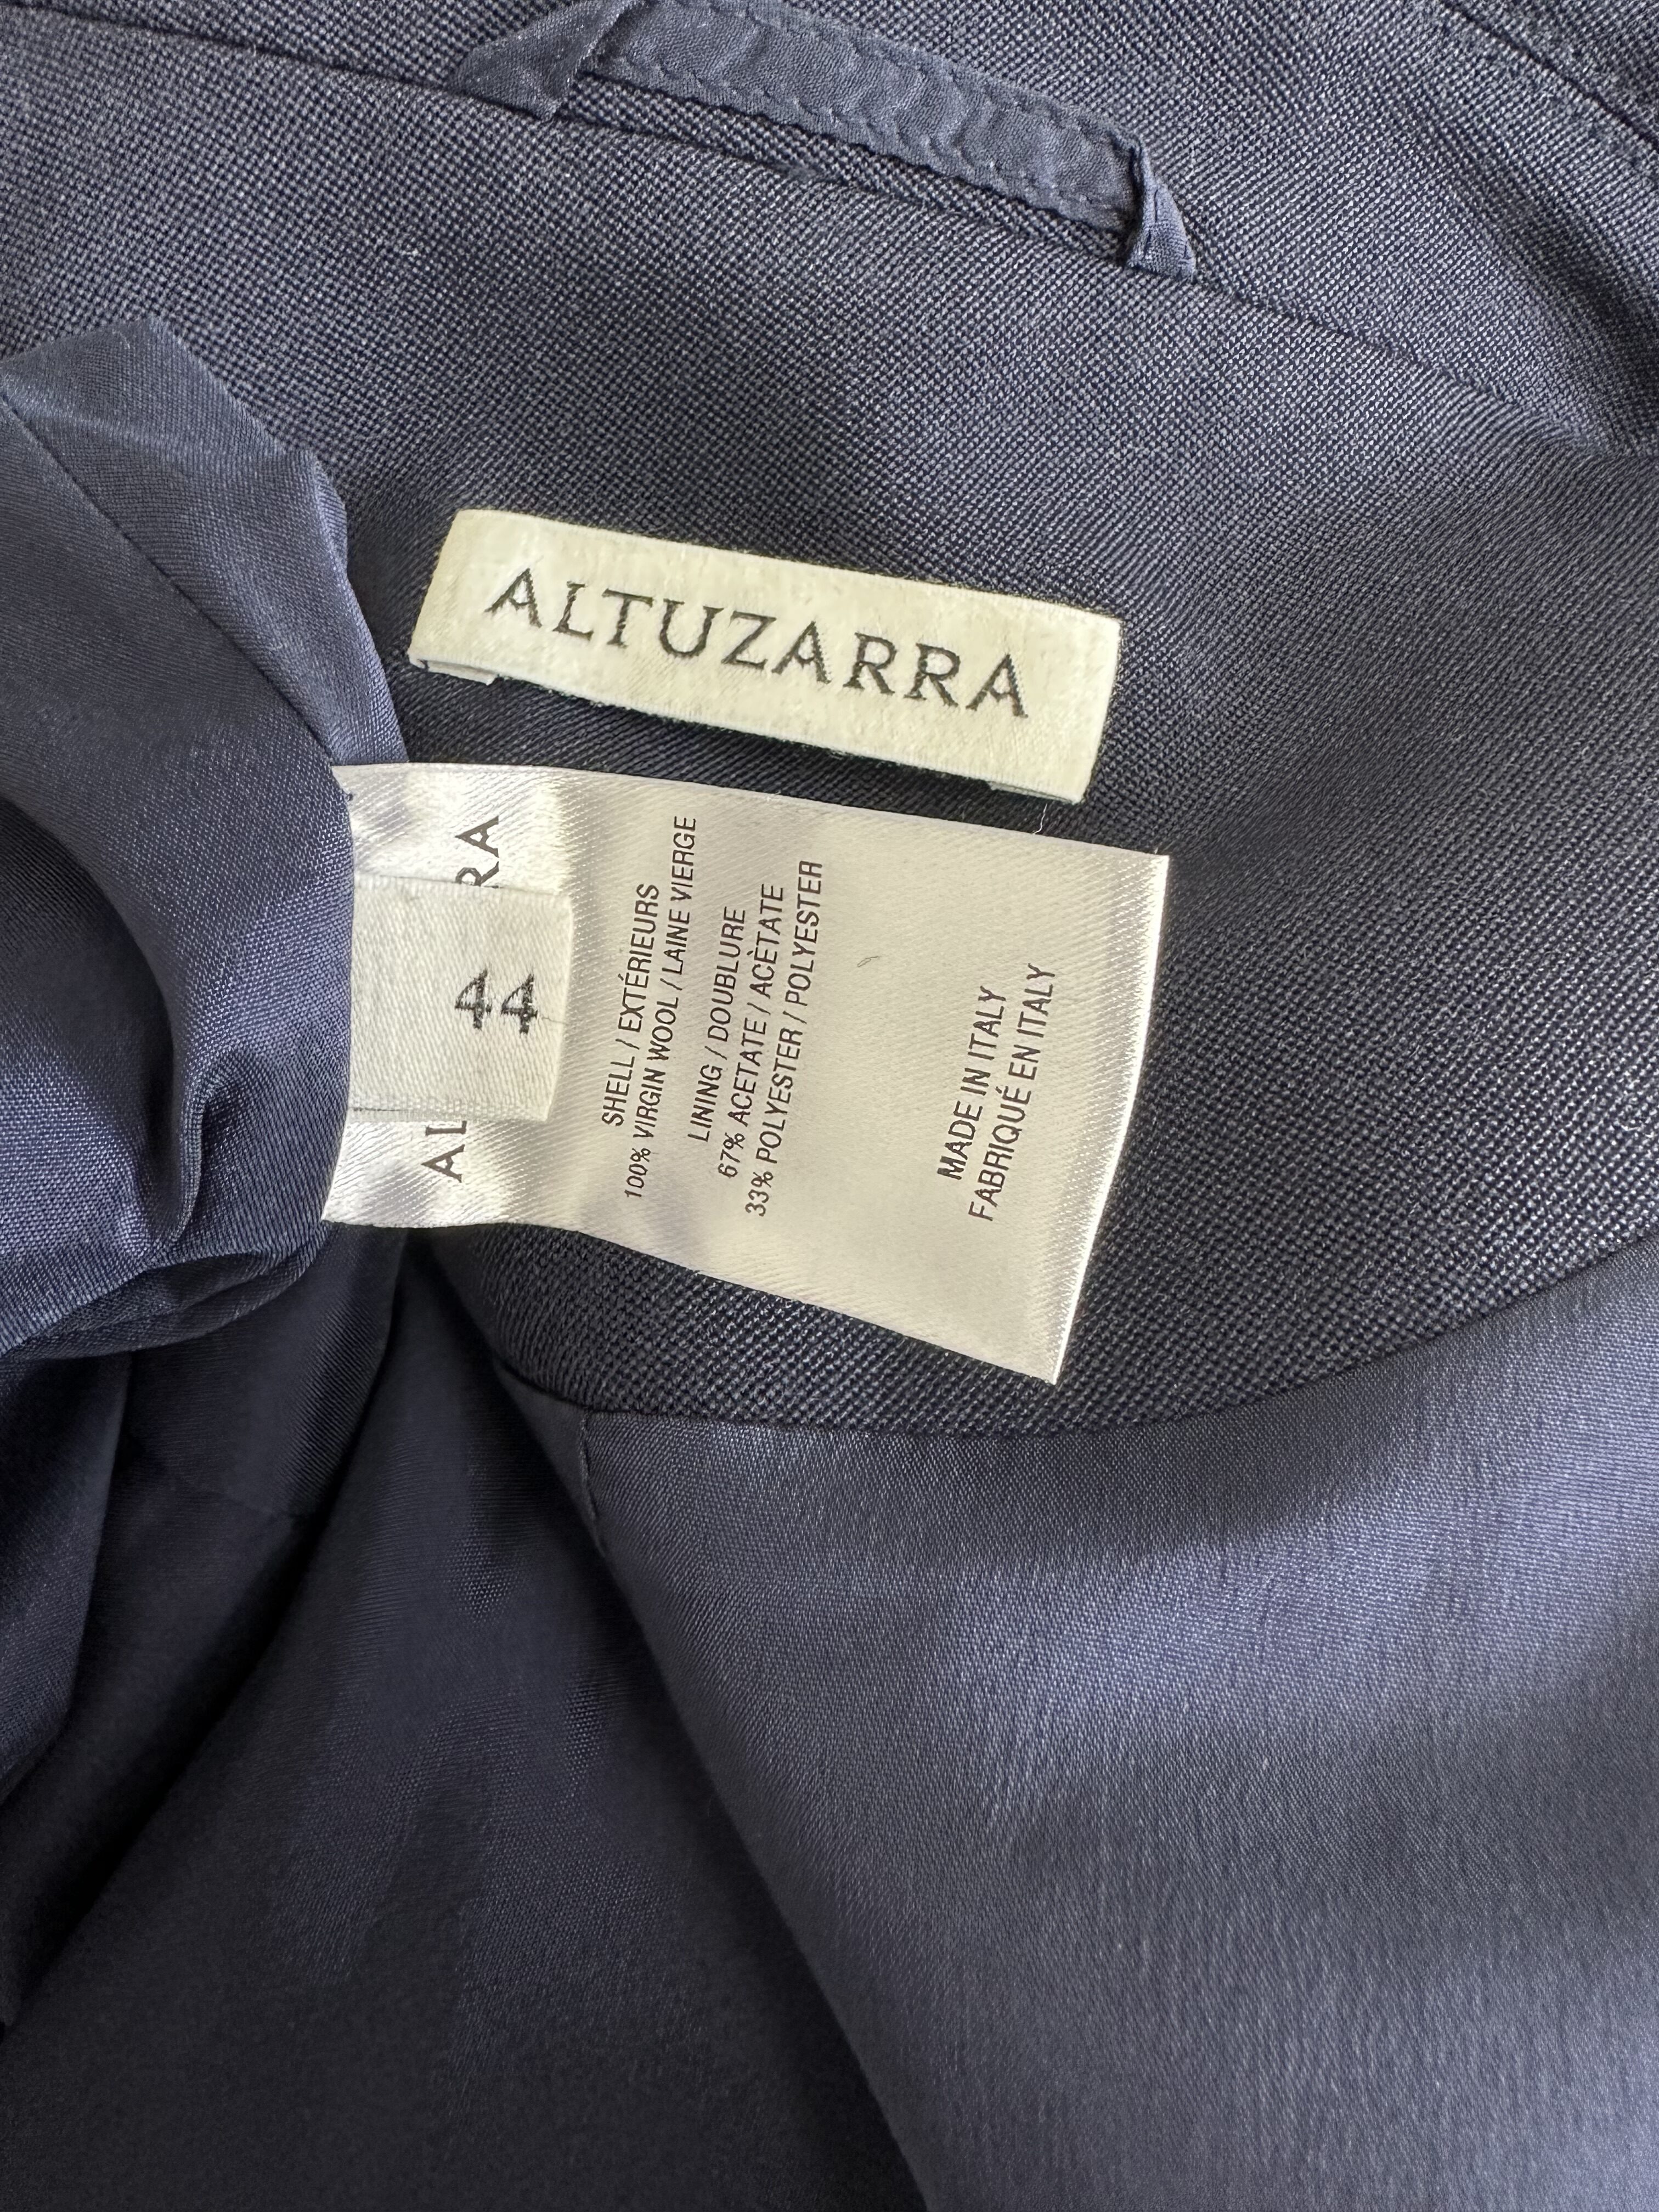 ALTUZARRA
AL RA
44
SHELL / EXTÉRIEURS
100% VIRGIN WOOL / LAINE VIERGE
LINING / DOUBLURE
67% ACETATE / ACÈTATE
33% POLYESTER / POLYESTER
MADE IN ITALY
FABRIQUÉ EN ITALY